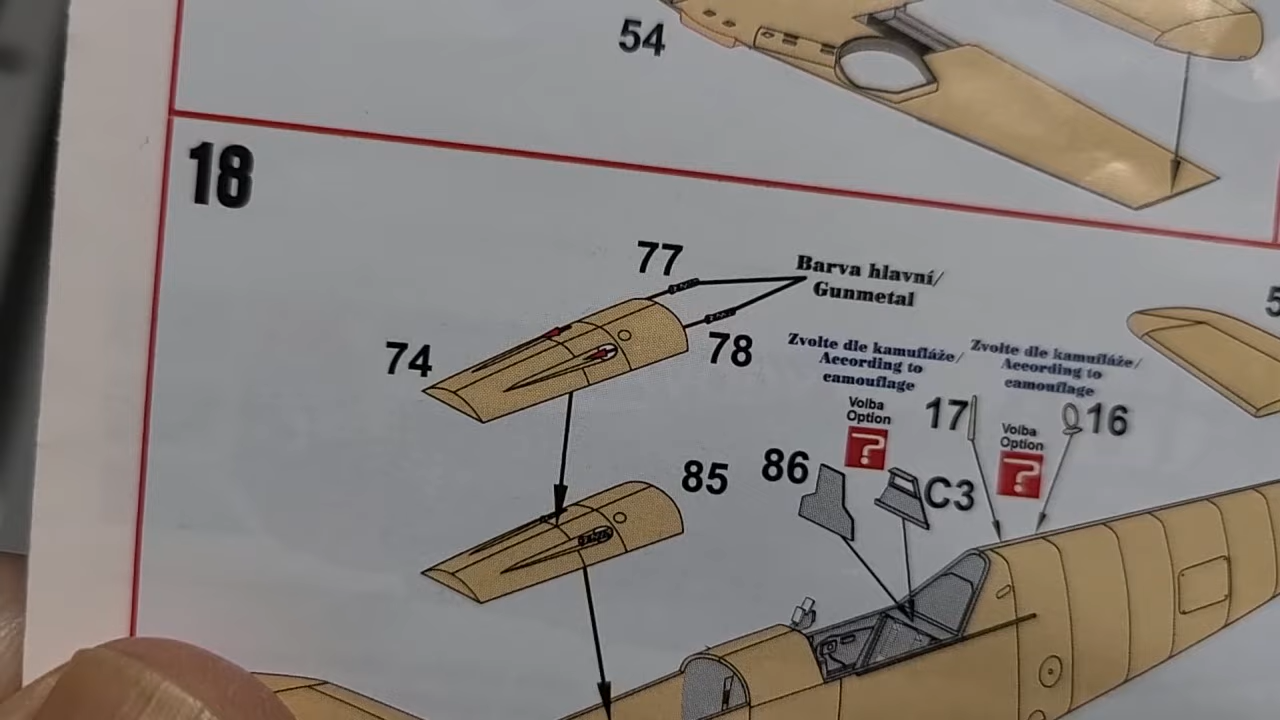 54
18
77
Barva hlavní/
Gunmetal
74
78
Zvolte dle kamufláže/
According to
camouflage
Zvolte dle kamufláže/
According to
camouflage
Volba
Option
?
17
Volba
Option
?
16
85
86
C3
5